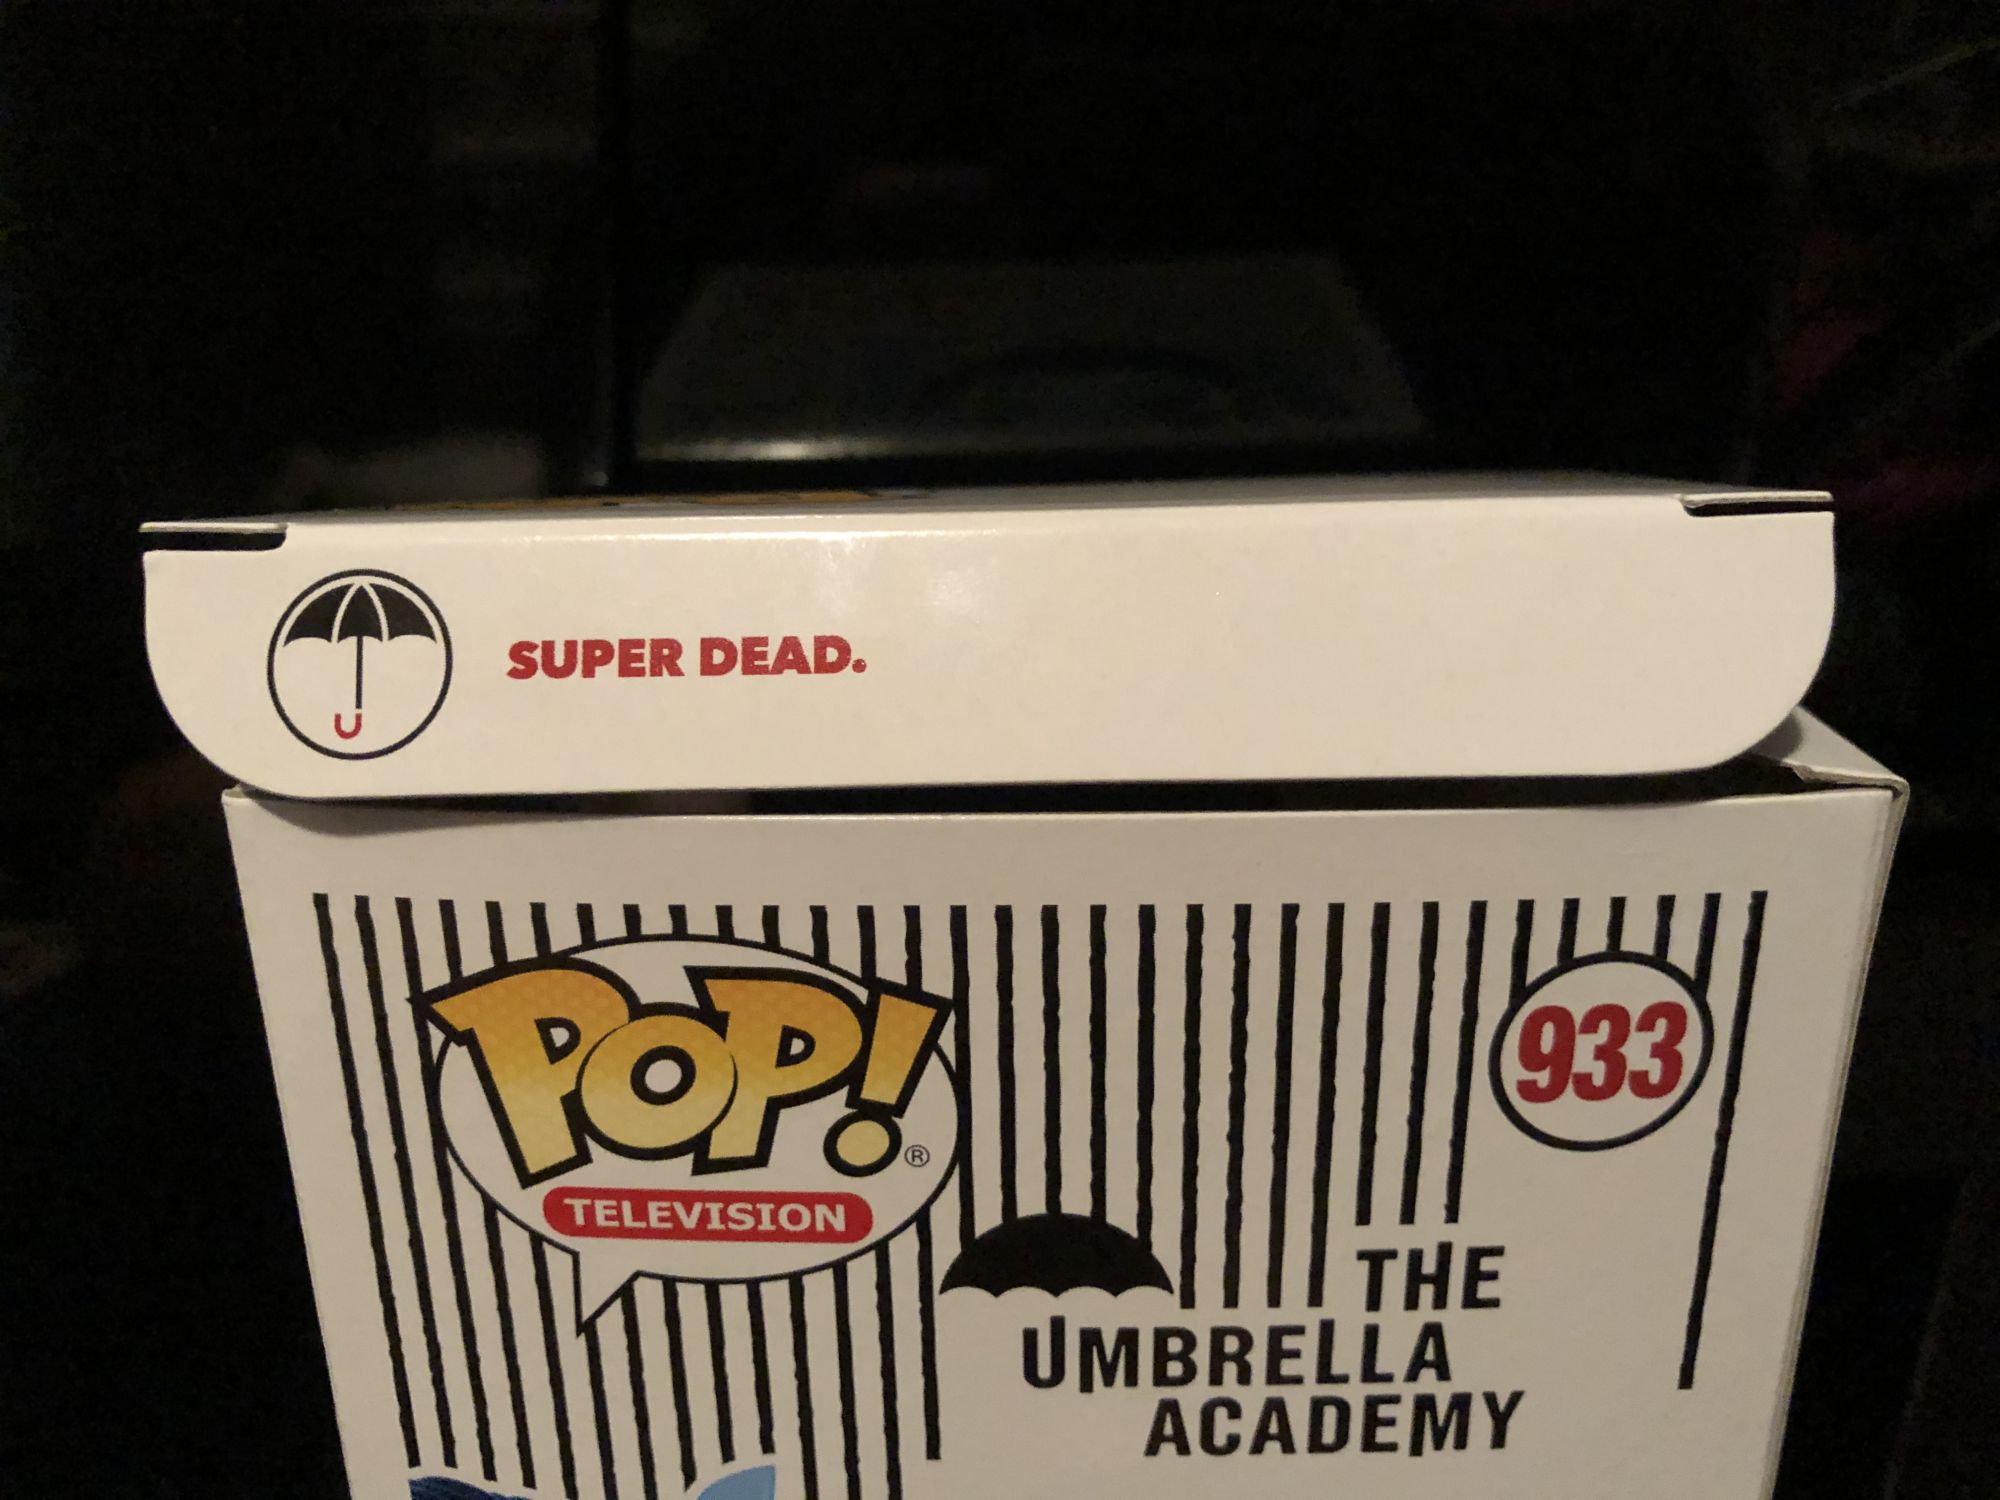 SUPER DEAD.
POP!®
TELEVISION
933
THE
UMBRELLA
ACADEMY